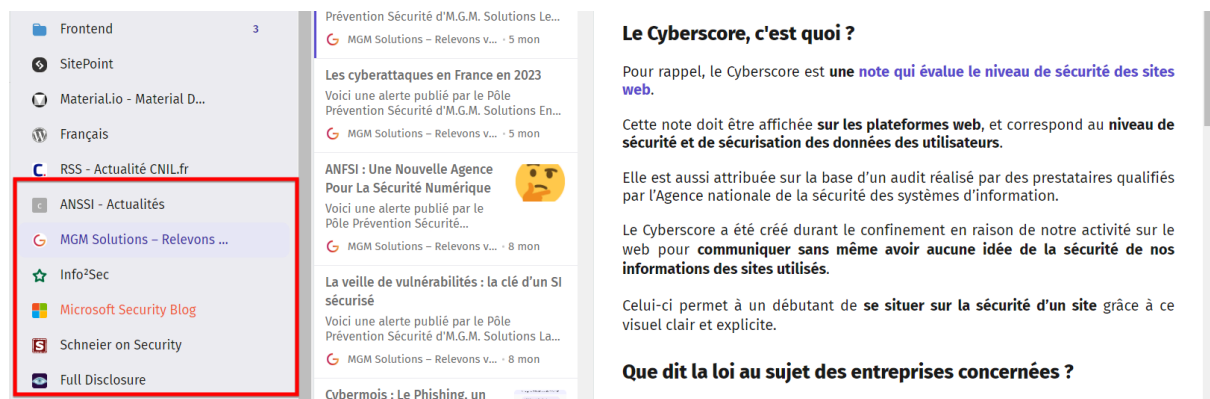 Frontend 3
SitePoint
Material.io - Material D...
Français
RSS - Actualité CNIL.fr
ANSSI - Actualités
MGM Solutions – Relevons ...
Info²Sec
Microsoft Security Blog
Schneier on Security
Full Disclosure
Prévention Sécurité d'M.G.M. Solutions Le...
MGM Solutions – Relevons v... · 5 mon
Les cyberattaques en France en 2023
Voici une alerte publié par le Pôle
Prévention Sécurité d'M.G.M. Solutions En...
MGM Solutions – Relevons v... · 5 mon
ANFSI : Une Nouvelle Agence
Pour La Sécurité Numérique
Voici une alerte publié par le
Pôle Prévention Sécurité...
MGM Solutions – Relevons v... · 8 mon
La veille de vulnérabilités : la clé d’un SI
sécurisé
Voici une alerte publié par le Pôle
Prévention Sécurité d'M.G.M. Solutions La...
MGM Solutions – Relevons v... · 8 mon
Cybermois : Le Phishing, un
Le Cyberscore, c'est quoi ?
Pour rappel, le Cyberscore est une note qui évalue le niveau de sécurité des sites
web.
Cette note doit être affichée sur les plateformes web, et correspond au niveau de
sécurité et de sécurisation des données des utilisateurs.
Elle est aussi attribuée sur la base d’un audit réalisé par des prestataires qualifiés
par l’Agence nationale de la sécurité des systèmes d’information.
Le Cyberscore a été créé durant le confinement en raison de notre activité sur le
web pour communiquer sans même avoir aucune idée de la sécurité de nos
informations des sites utilisés.
Celui-ci permet à un débutant de se situer sur la sécurité d’un site grâce à ce
visuel clair et explicite.
Que dit la loi au sujet des entreprises concernées ?